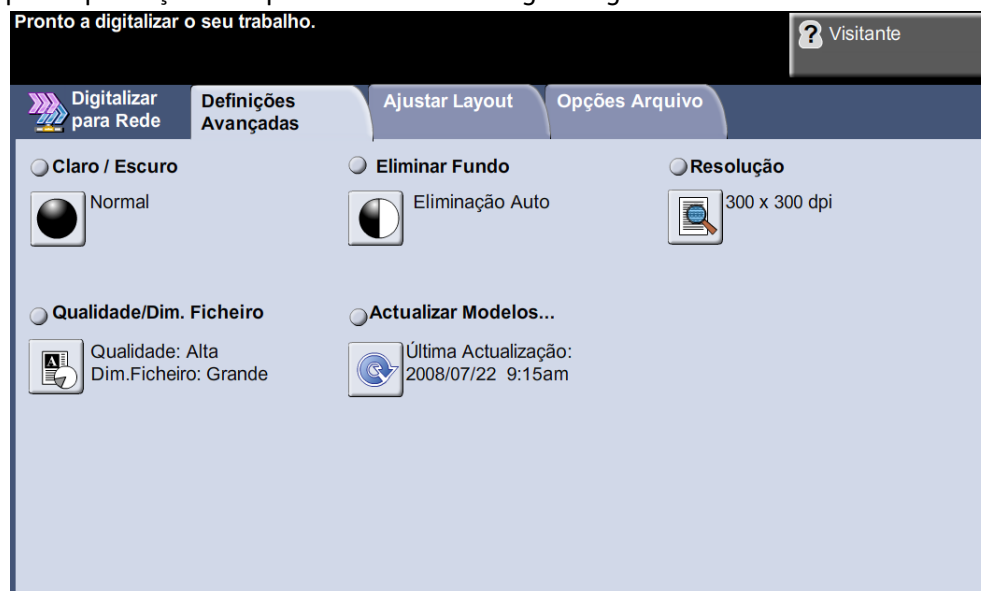 Pronto a digitalizar o seu trabalho.
? Visitante
Digitalizar
para Rede
Definições
Avançadas
Ajustar Layout
Opções Arquivo
Claro / Escuro
Normal
Eliminar Fundo
Eliminação Auto
Resolução
300 x 300 dpi
Qualidade/Dim. Ficheiro
A
Qualidade: Alta
Dim.Ficheiro: Grande
Actualizar Modelos...
Última Actualização:
2008/07/22 9:15am